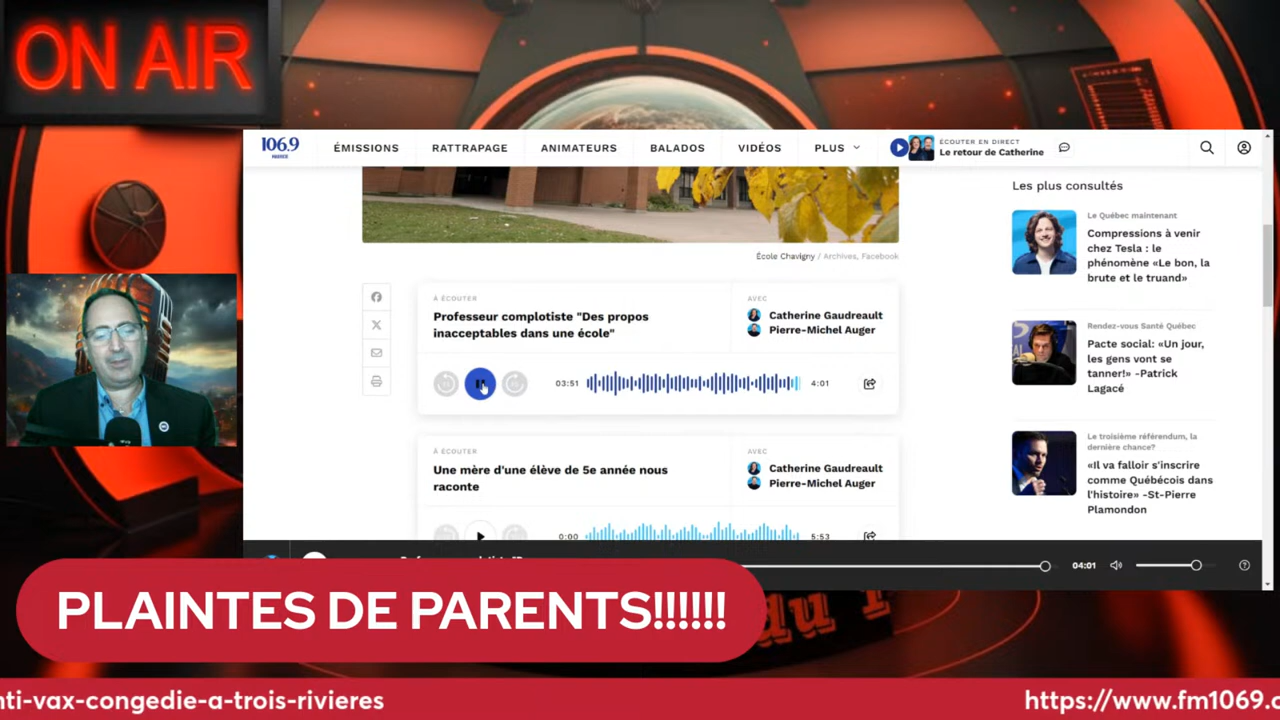 ON AIR
106.9
ÉMISSIONS
RATTRAPAGE
ANIMATEURS
BALADOS
VIDÉOS
PLUS
ÉCOUTER EN DIRECT
Le retour de Catherine
École Chavigny / Archives, Facebook
À ÉCOUTER
Professeur complotiste "Des propos
inacceptables dans une école"
AVEC
Catherine Gaudreault
Pierre-Michel Auger
03:51
4:01
À ÉCOUTER
Une mère d'une élève de 5e année nous
raconte
AVEC
Catherine Gaudreault
Pierre-Michel Auger
0:00
5:53
Les plus consultés
Le Québec maintenant
Compressions à venir
chez Tesla : le
phénomène «Le bon, la
brute et le truand»
Rendez-vous Santé Québec
Pacte social: «Un jour,
les gens vont se
tanner!» -Patrick
Lagacé
Le troisième référendum, la
dernière chance?
«Il va falloir s'inscrire
comme Québécois dans
l'histoire» -St-Pierre
Plamondon
04:01
PLAINTES DE PARENTS!!!!!!
du
nti-vax-congedie-a-trois-rivieres
https://www.fm1069.c